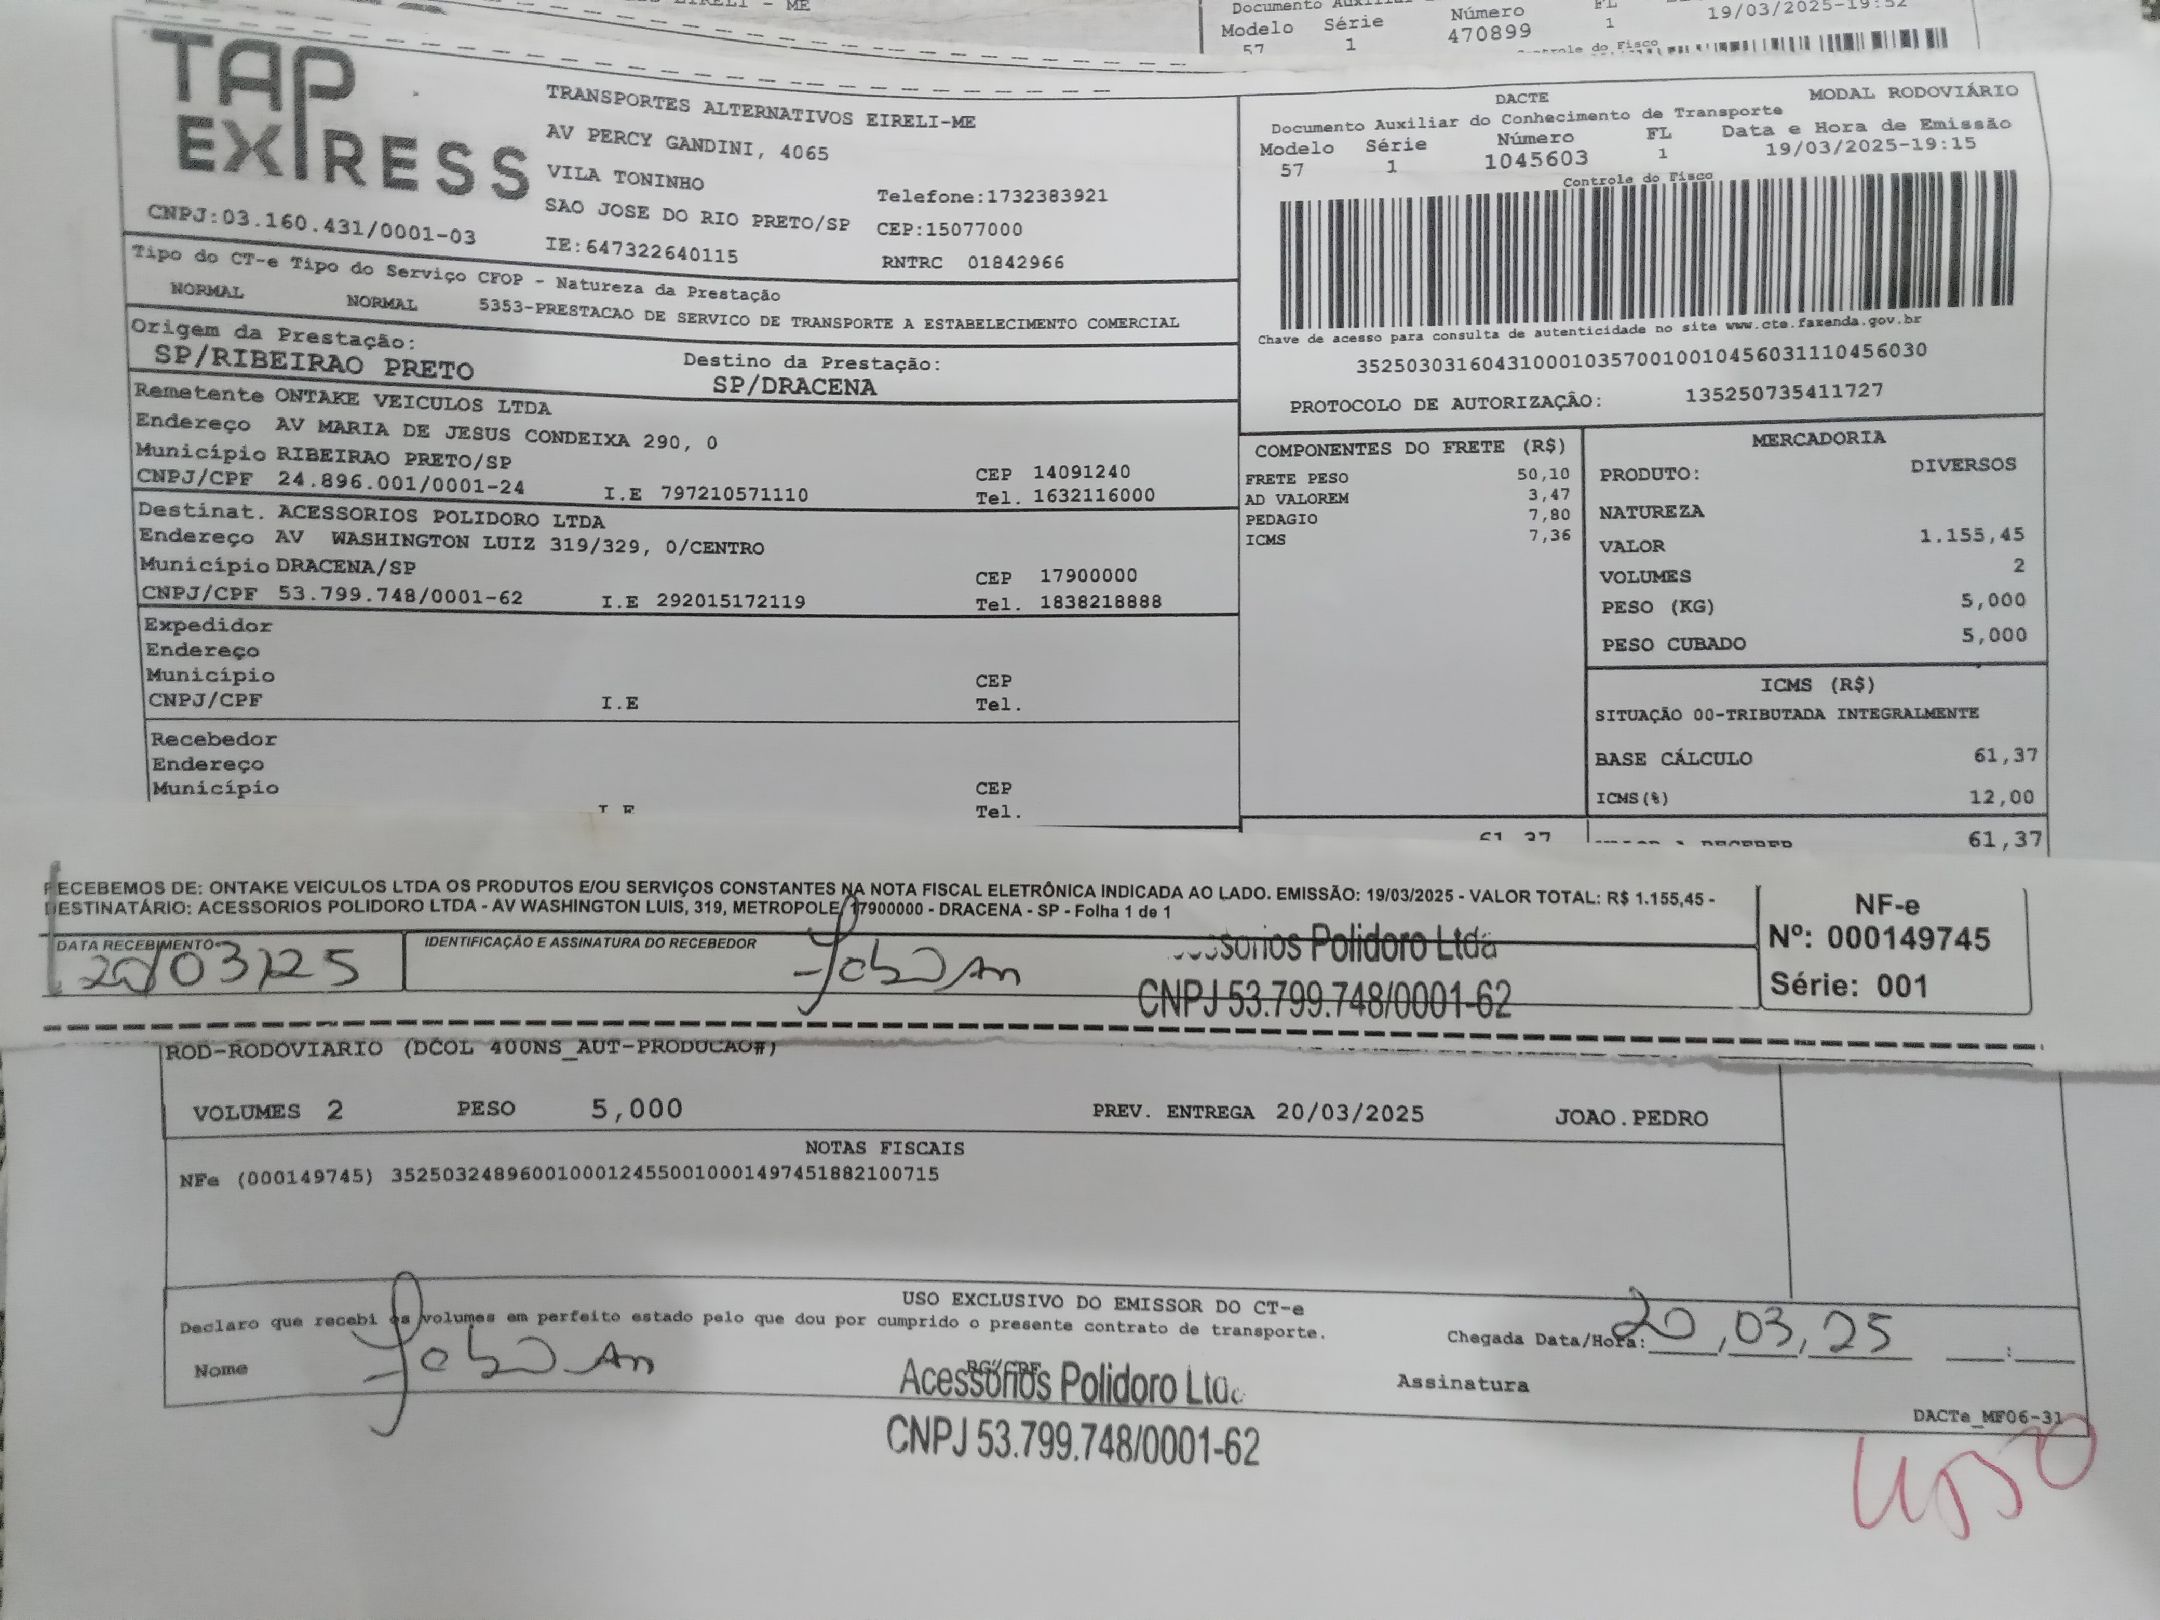 EIRELI - ME
Documento
Modelo Série Número FL
57 1 470899 1 19/03/2025-19:52
Controle do Fisco
TAP EXPRESS
CNPJ:03.160.431/0001-03
TRANSPORTES ALTERNATIVOS EIRELI-ME
AV PERCY GANDINI, 4065
VILA TONINHO
Telefone:1732383921
SAO JOSE DO RIO PRETO/SP CEP:15077000
IE:647322640115 RNTRC 01842966
DACTE MODAL RODOVIÁRIO
Documento Auxiliar do Conhecimento de Transporte
Modelo Série Número FL Data e Hora de Emissão
57 1 1045603 1 19/03/2025-19:15
Controle do Fisco
Chave de acesso para consulta de autenticidade no site www.cte.fazenda.gov.br
35250303160431000103570010010456031110456030
PROTOCOLO DE AUTORIZAÇÃO: 135250735411727
Tipo do CT-e Tipo do Serviço CFOP - Natureza da Prestação
NORMAL NORMAL 5353-PRESTACAO DE SERVICO DE TRANSPORTE A ESTABELECIMENTO COMERCIAL
Origem da Prestação: Destino da Prestação:
SP/RIBEIRAO PRETO SP/DRACENA
Remetente ONTAKE VEICULOS LTDA
Endereço AV MARIA DE JESUS CONDEIXA 290, 0
Município RIBEIRAO PRETO/SP CEP 14091240
CNPJ/CPF 24.896.001/0001-24 I.E 797210571110 Tel. 1632116000
Destinat. ACESSORIOS POLIDORO LTDA
Endereço AV WASHINGTON LUIZ 319/329, 0/CENTRO
Município DRACENA/SP CEP 17900000
CNPJ/CPF 53.799.748/0001-62 I.E 292015172119 Tel. 1838218888
Expedidor
Endereço
Município CEP
CNPJ/CPF I.E Tel.
Recebedor
Endereço
Município CEP
I.E Tel.
COMPONENTES DO FRETE (R$)
FRETE PESO 50,10
AD VALOREM 3,47
PEDAGIO 7,80
ICMS 7,36
61,37
MERCADORIA
PRODUTO: DIVERSOS
NATUREZA
VALOR 1.155,45
VOLUMES 2
PESO (KG) 5,000
PESO CUBADO 5,000
ICMS (R$)
SITUAÇÃO 00-TRIBUTADA INTEGRALMENTE
BASE CÁLCULO 61,37
ICMS(%) 12,00
A RECEBER 61,37
RECEBEMOS DE: ONTAKE VEICULOS LTDA OS PRODUTOS E/OU SERVIÇOS CONSTANTES NA NOTA FISCAL ELETRÔNICA INDICADA AO LADO. EMISSÃO: 19/03/2025 - VALOR TOTAL: R$ 1.155,45 -
DESTINATÁRIO: ACESSORIOS POLIDORO LTDA - AV WASHINGTON LUIS, 319, METROPOLE, 17900000 - DRACENA - SP - Folha 1 de 1
DATA RECEBIMENTO IDENTIFICAÇÃO E ASSINATURA DO RECEBEDOR
20/03/25
Acessorios Polidoro Ltda
CNPJ 53.799.748/0001-62
NF-e
Nº: 000149745
Série: 001
ROD-RODOVIARIO (DCOL 400NS_AUT-PRODUCAO#)
VOLUMES 2 PESO 5,000 PREV. ENTREGA 20/03/2025 JOAO.PEDRO
NOTAS FISCAIS
NFe (000149745) 35250324896001000124550010001497451882100715
USO EXCLUSIVO DO EMISSOR DO CT-e
Declaro que recebi os volumes em perfeito estado pelo que dou por cumprido o presente contrato de transporte.
Chegada Data/Hora: 20,03,25 :
Nome RG/CPF Assinatura
Acessorios Polidoro Ltda
CNPJ 53.799.748/0001-62
DACTe_MF06-31